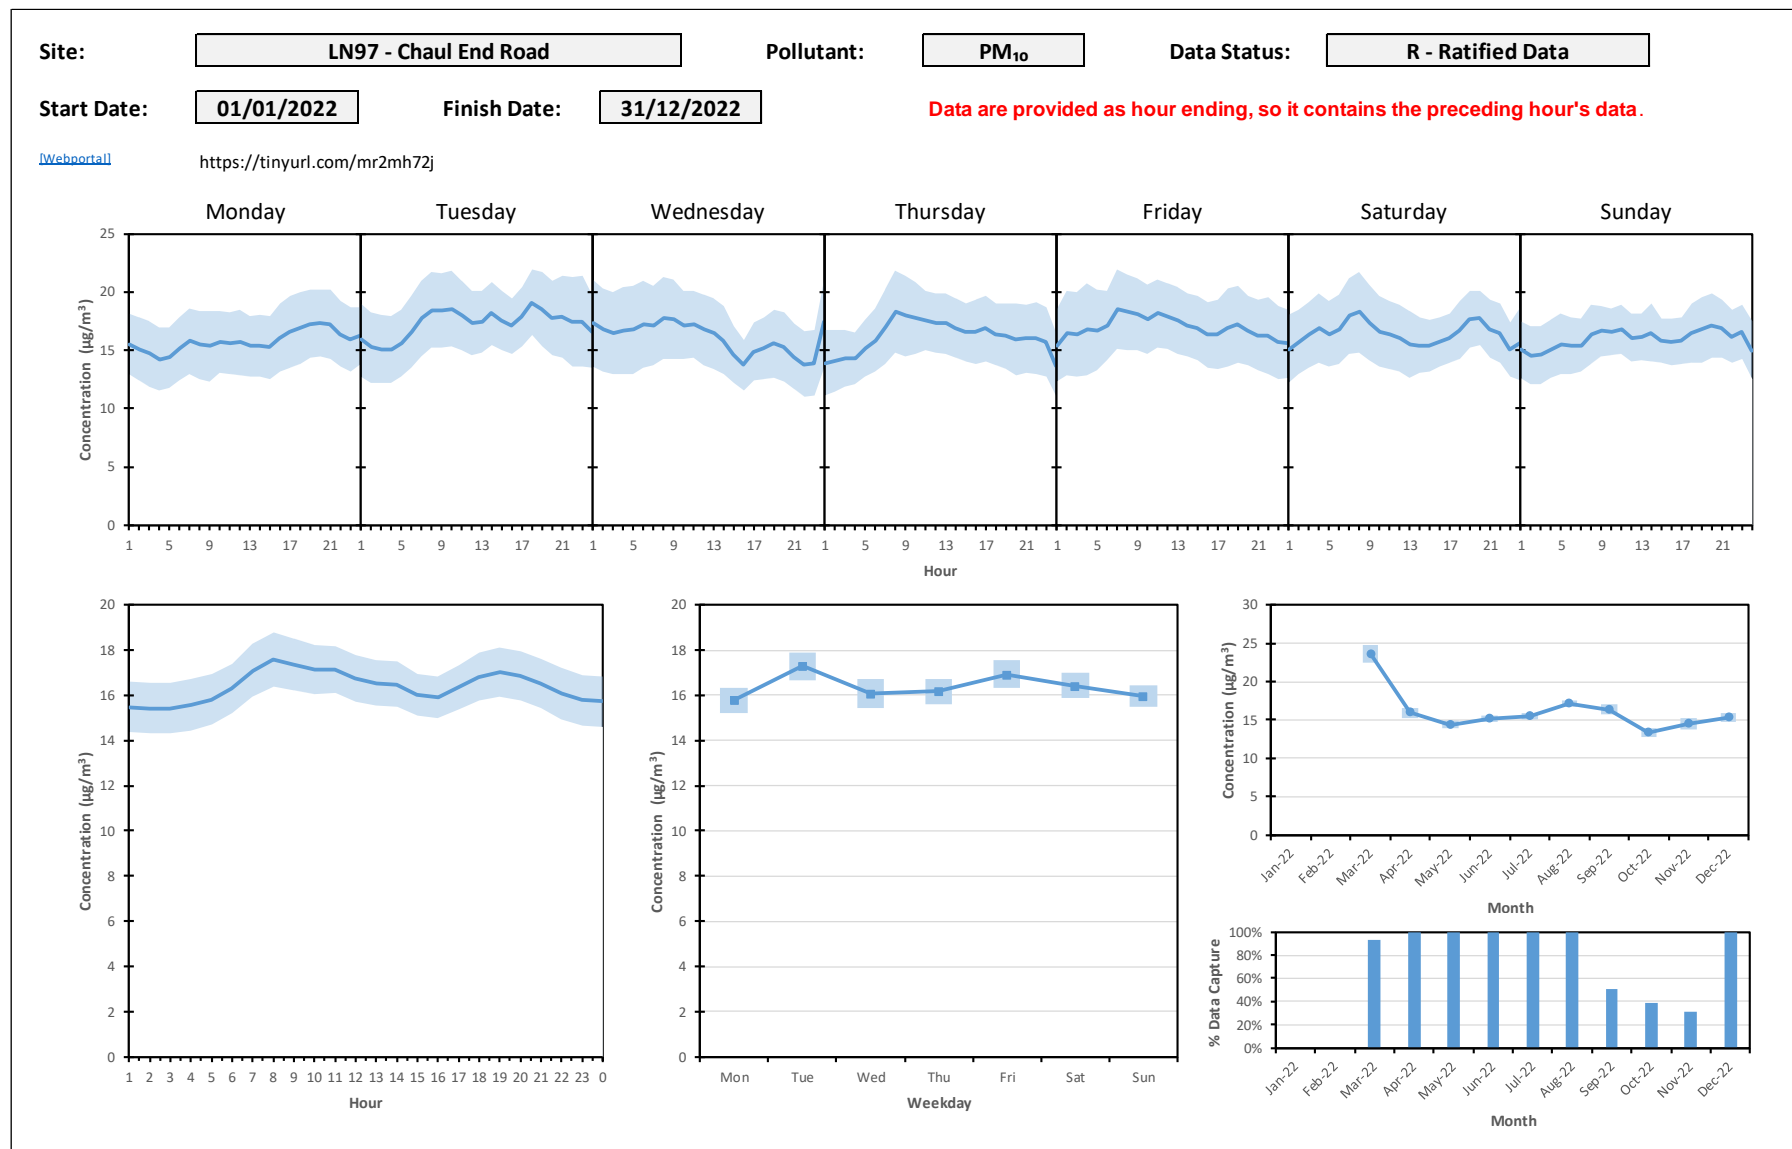 Site: LN97 - Chaul End Road Pollutant: PM₁₀ Data Status: R - Ratified Data
Start Date: 01/01/2022 Finish Date: 31/12/2022 Data are provided as hour ending, so it contains the preceding hour's data.
[Webportal] https://tinyurl.com/mr2mh72j
Monday Tuesday Wednesday Thursday Friday Saturday Sunday
Concentration (µg/m³)
25
20
15
10
5
0
1 5 9 13 17 21 1 5 9 13 17 21 1 5 9 13 17 21 1 5 9 13 17 21 1 5 9 13 17 21 1 5 9 13 17 21 1 5 9 13 17 21
Hour
Concentration (µg/m³)
20
18
16
14
12
10
8
6
4
2
0
1 2 3 4 5 6 7 8 9 10 11 12 13 14 15 16 17 18 19 20 21 22 23 0
Hour
Concentration (µg/m³)
20
18
16
14
12
10
8
6
4
2
0
Mon Tue Wed Thu Fri Sat Sun
Weekday
Concentration (µg/m³)
30
25
20
15
10
5
0
Jan-22 Feb-22 Mar-22 Apr-22 May-22 Jun-22 Jul-22 Aug-22 Sep-22 Oct-22 Nov-22 Dec-22
Month
% Data Capture
100%
80%
60%
40%
20%
0%
Jan-22 Feb-22 Mar-22 Apr-22 May-22 Jun-22 Jul-22 Aug-22 Sep-22 Oct-22 Nov-22 Dec-22
Month